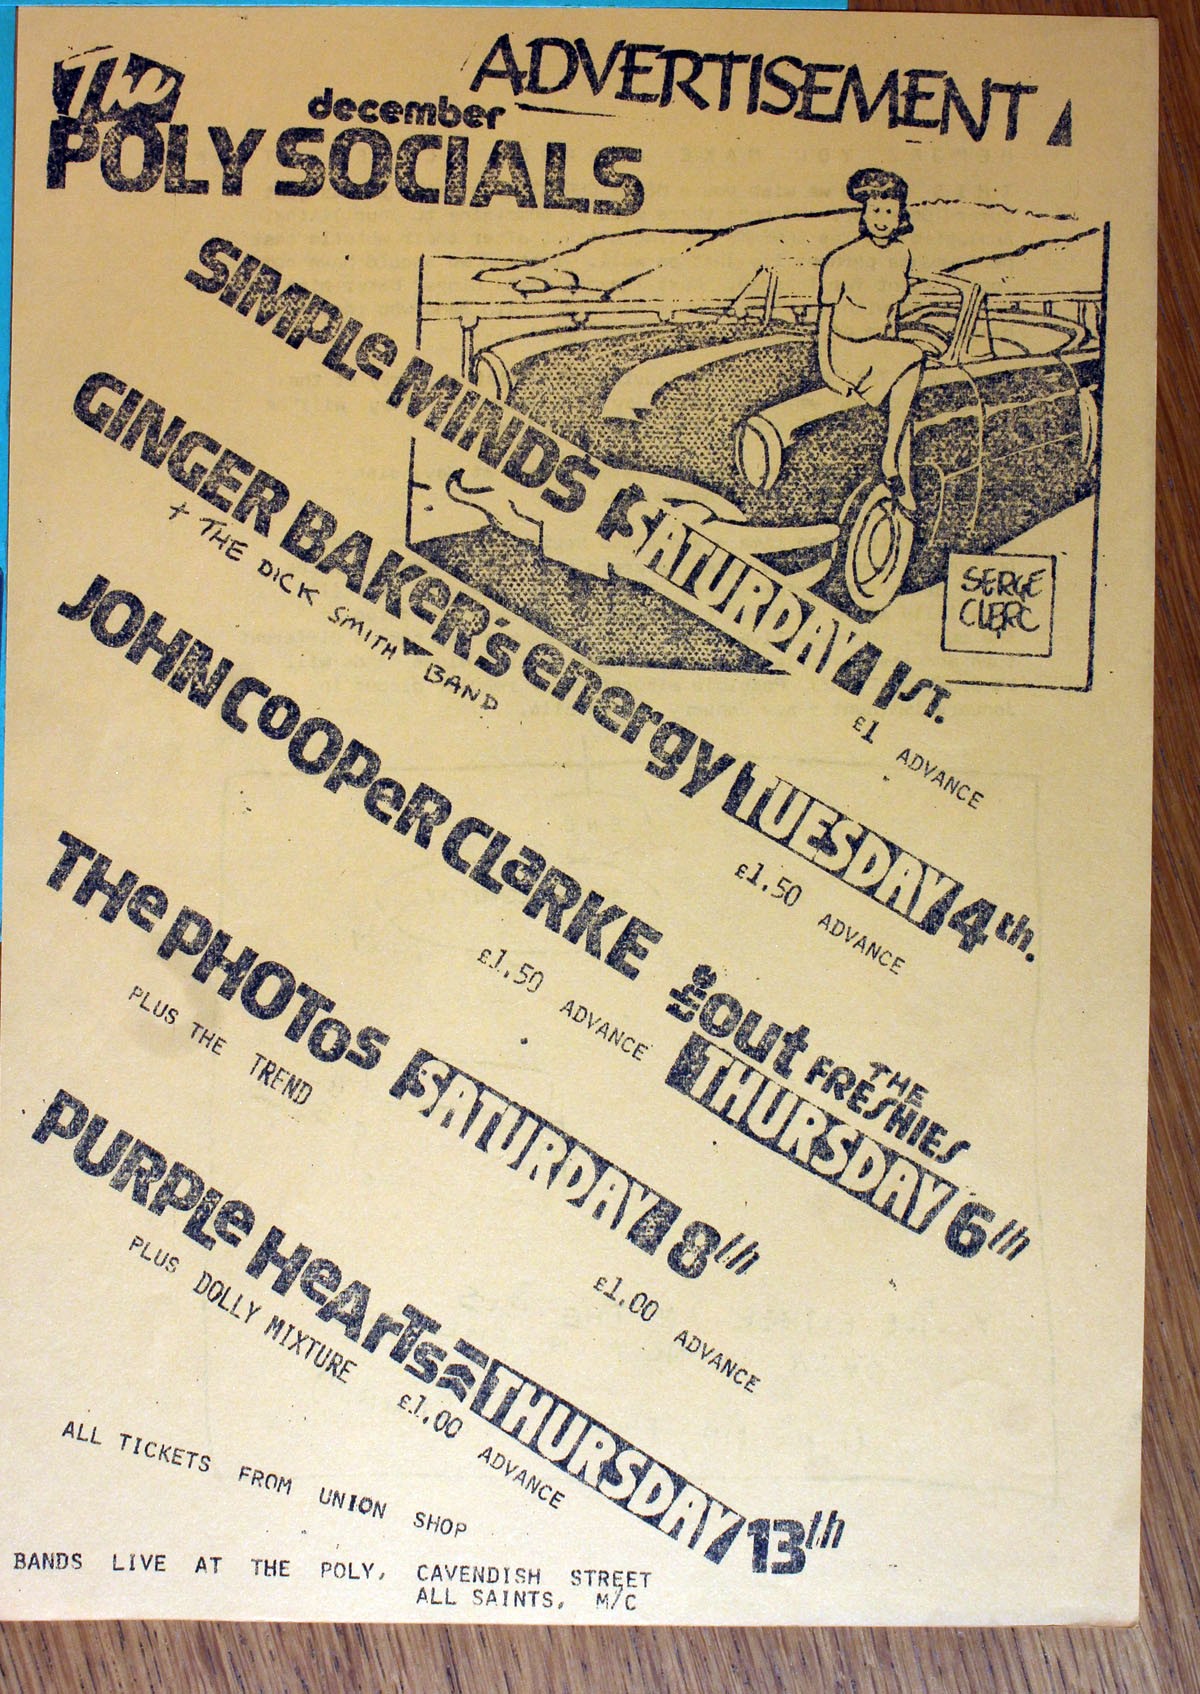 ADVERTISEMENT
december
POLY SOCIALS
SIMPLe MINDS SATURDAY 1ST.
£1 ADVANCE
SERGE
CLERC
GINGER BAKeR's energy TUESDAY 4th.
+ THE DICK SMITH BAND
£1.50 ADVANCE
JOHN COOPeR CLaRKE
£1.50 ADVANCE
out THE FRESHIES
THURSDAY 6th
THe PHOTos SATURDAY 8th
PLUS THE TREND
£1.00 ADVANCE
PURPLe HeArTs THURSDAY 13th
PLUS DOLLY MIXTURE
£1.00 ADVANCE
ALL TICKETS FROM UNION SHOP
BANDS LIVE AT THE POLY, CAVENDISH STREET
ALL SAINTS, M/C